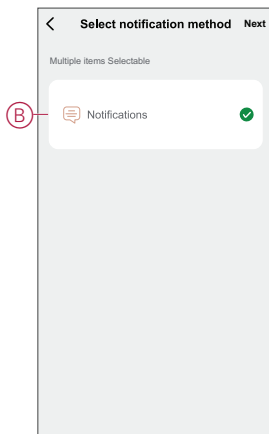 Select notification method Next
Multiple items Selectable
B Notifications